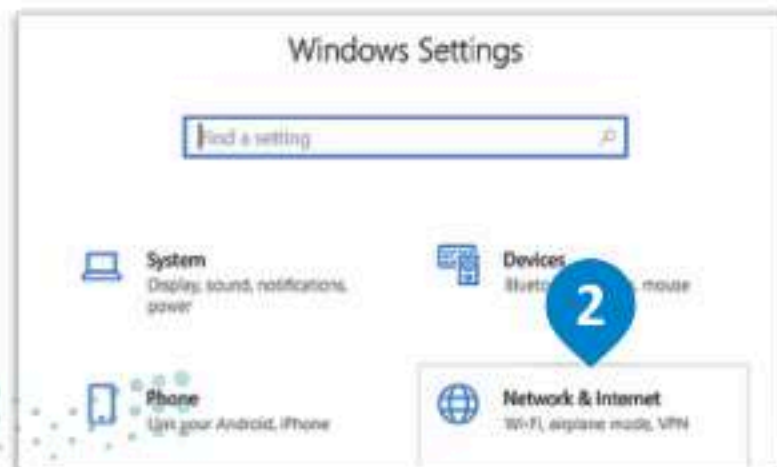 Windows Settings
Find a setting
System
Display, sound, notifications,
power
Devices
mouse
2
Phone
Link your Android, iPhone
Network & Internet
Wi-Fi, airplane mode, VPN